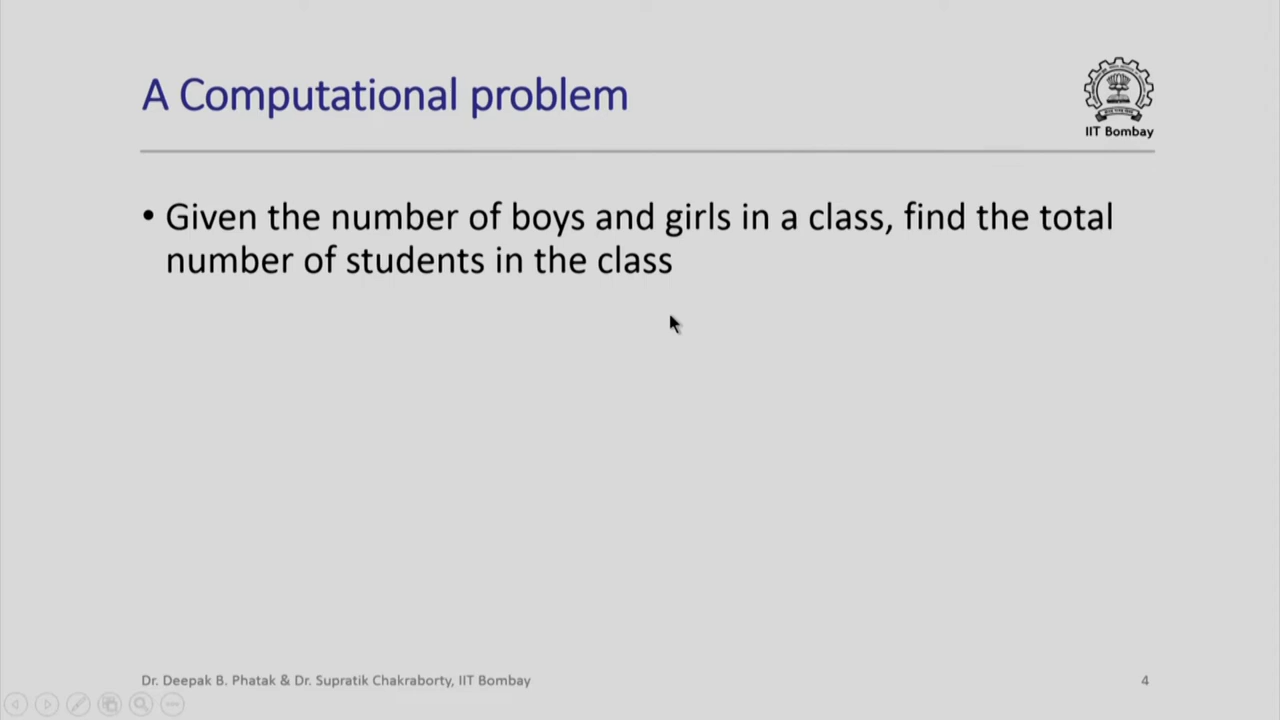 A Computational problem
IIT Bombay
• Given the number of boys and girls in a class, find the total
number of students in the class
Dr. Deepak B. Phatak & Dr. Supratik Chakraborty, IIT Bombay
4